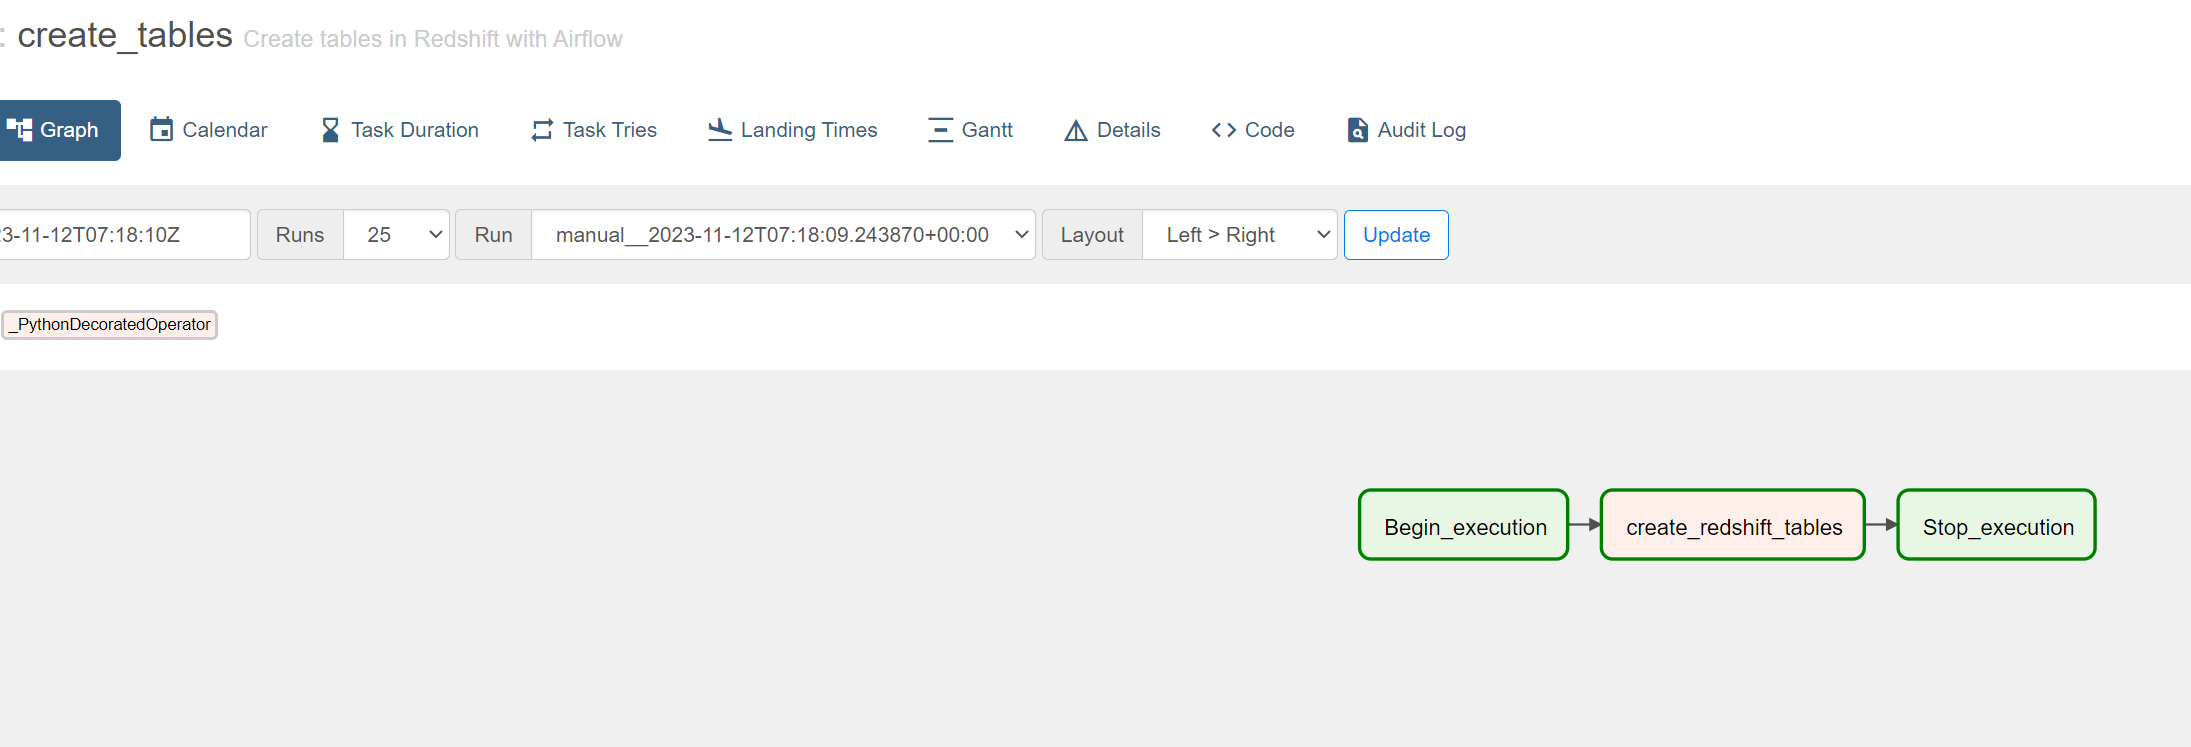 : create_tables Create tables in Redshift with Airflow
Graph Calendar Task Duration Task Tries Landing Times Gantt Details Code Audit Log
3-11-12T07:18:10Z Runs 25 Run manual__2023-11-12T07:18:09.243870+00:00 Layout Left > Right Update
_PythonDecoratedOperator
Begin_execution create_redshift_tables Stop_execution